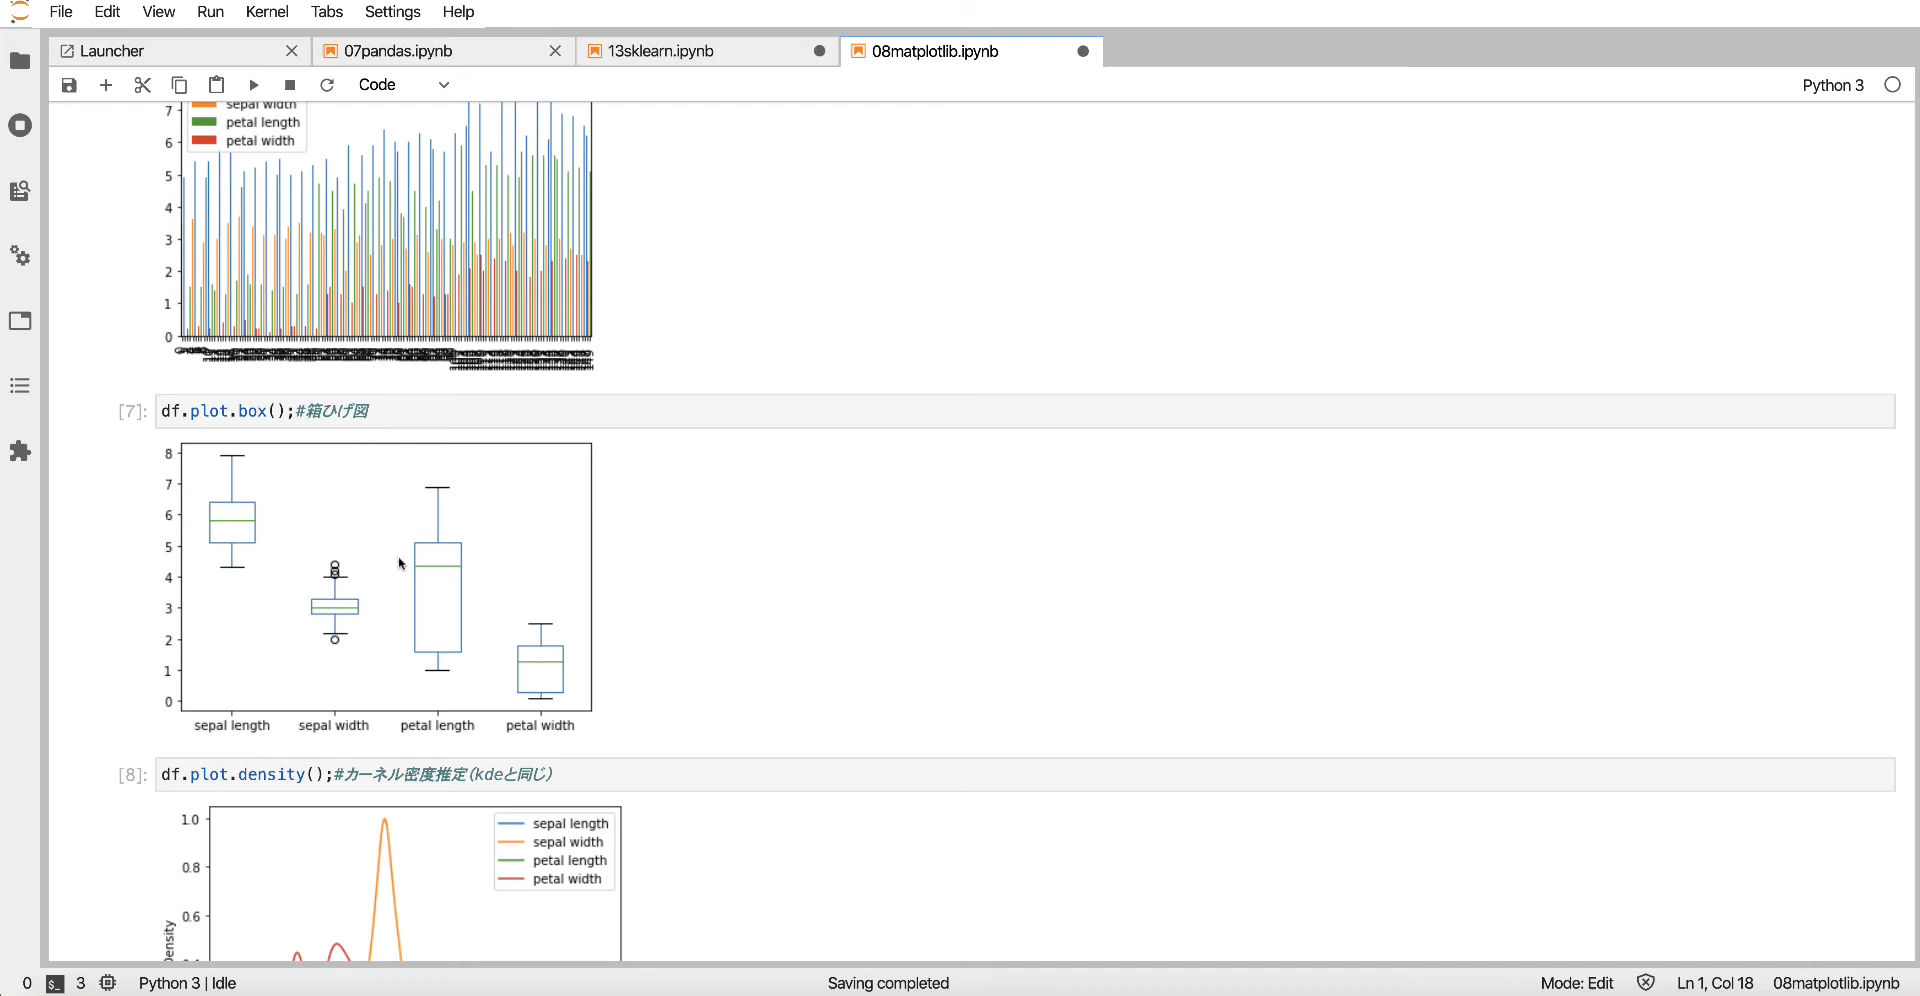 File Edit View Run Kernel Tabs Settings Help
Launcher 07pandas.ipynb 13sklearn.ipynb 08matplotlib.ipynb
Code Python 3
7
6
5
4
3
2
1
0
sepal width
petal length
petal width
[7]: df.plot.box();#箱ひげ図
8
7
6
5
4
3
2
1
0
sepal length sepal width petal length petal width
[8]: df.plot.density();#カーネル密度推定(kdeと同じ)
1.0
0.8
0.6
Density
sepal length
sepal width
petal length
petal width
0 $_ 3 Python 3 | Idle Saving completed Mode: Edit Ln 1, Col 18 08matplotlib.ipynb